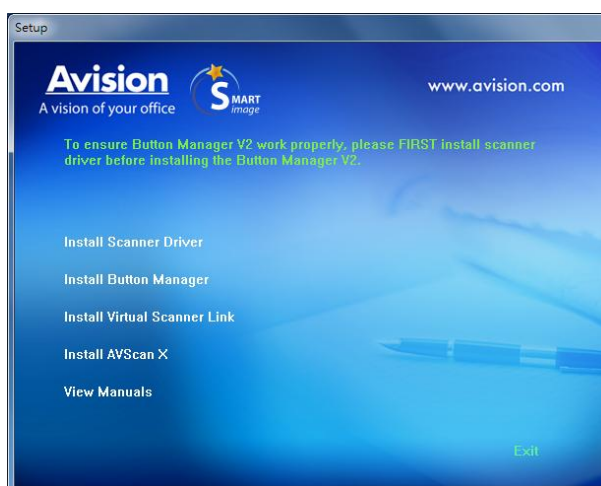 Setup
Avision
A vision of your office
SMART
image
www.avision.com
To ensure Button Manager V2 work properly, please FIRST install scanner
driver before installing the Button Manager V2.
Install Scanner Driver
Install Button Manager
Install Virtual Scanner Link
Install AVScan X
View Manuals
Exit